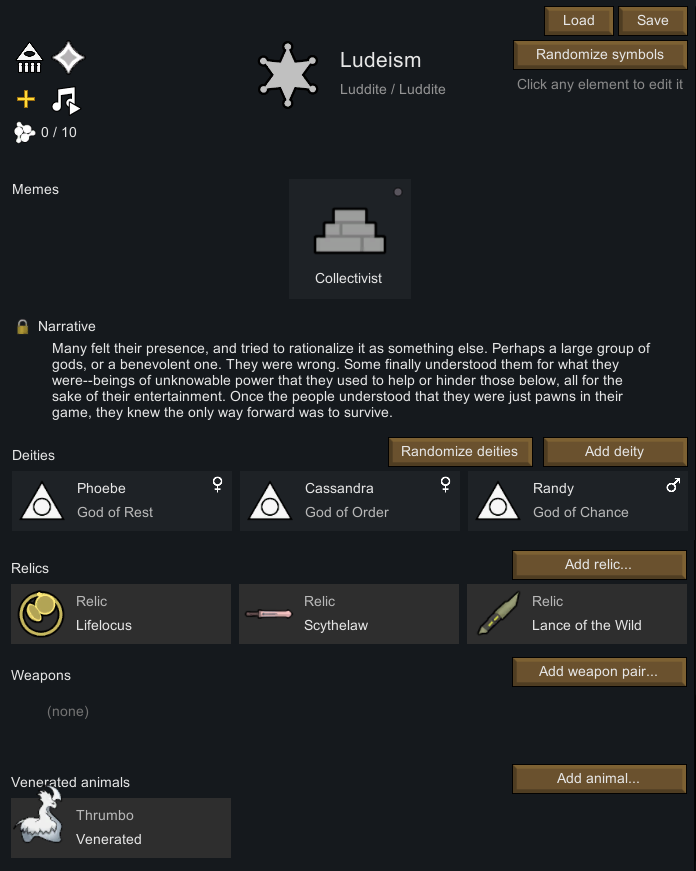 Load
Save
Randomize symbols
Click any element to edit it
Ludeism
Luddite / Luddite
0 / 10
Memes
Collectivist
Narrative
Many felt their presence, and tried to rationalize it as something else. Perhaps a large group of
gods, or a benevolent one. They were wrong. Some finally understood them for what they
were--beings of unknowable power that they used to help or hinder those below, all for the
sake of their entertainment. Once the people understood that they were just pawns in their
game, they knew the only way forward was to survive.
Deities
Randomize deities
Add deity
Phoebe
God of Rest
Cassandra
God of Order
Randy
God of Chance
Relics
Add relic...
Relic
Lifelocus
Relic
Scythelaw
Relic
Lance of the Wild
Weapons
Add weapon pair...
(none)
Venerated animals
Add animal...
Thrumbo
Venerated